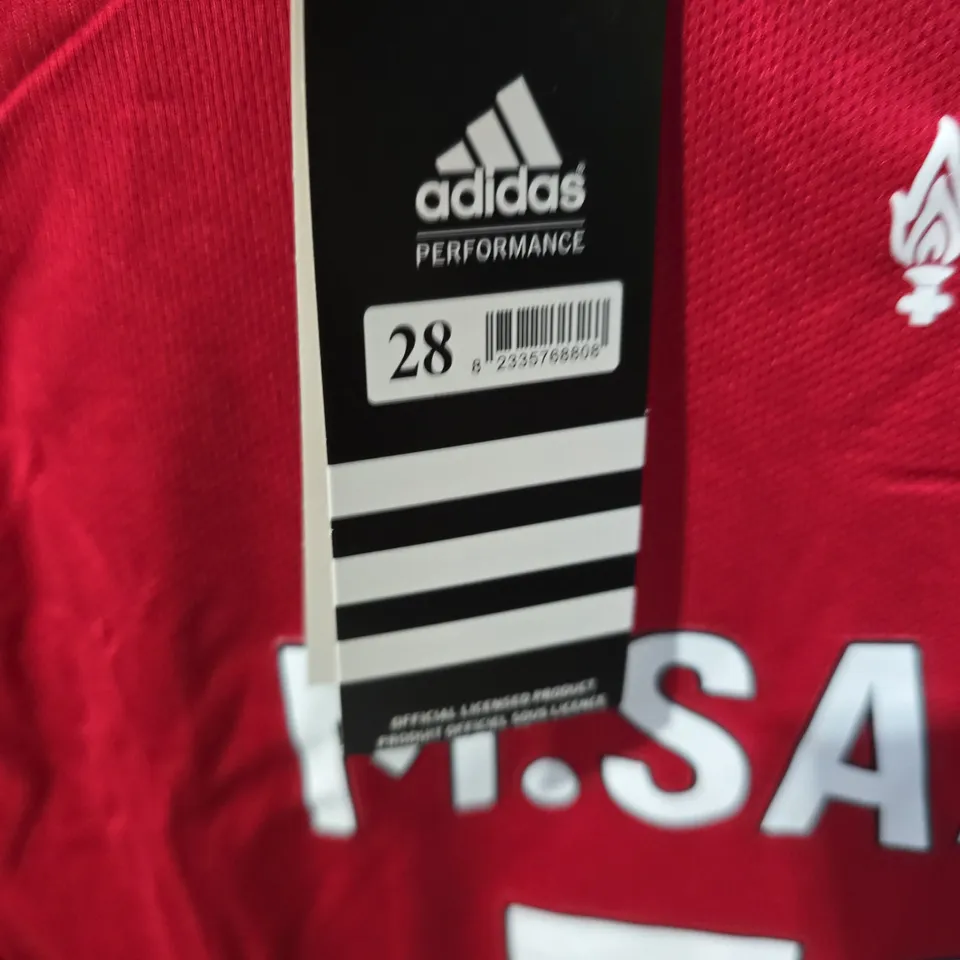 adidas
PERFORMANCE
28
8 2335768808
OFFICIAL LICENSED PRODUCT
PRODUIT OFFICIEL SOUS LICENCE
M.SA